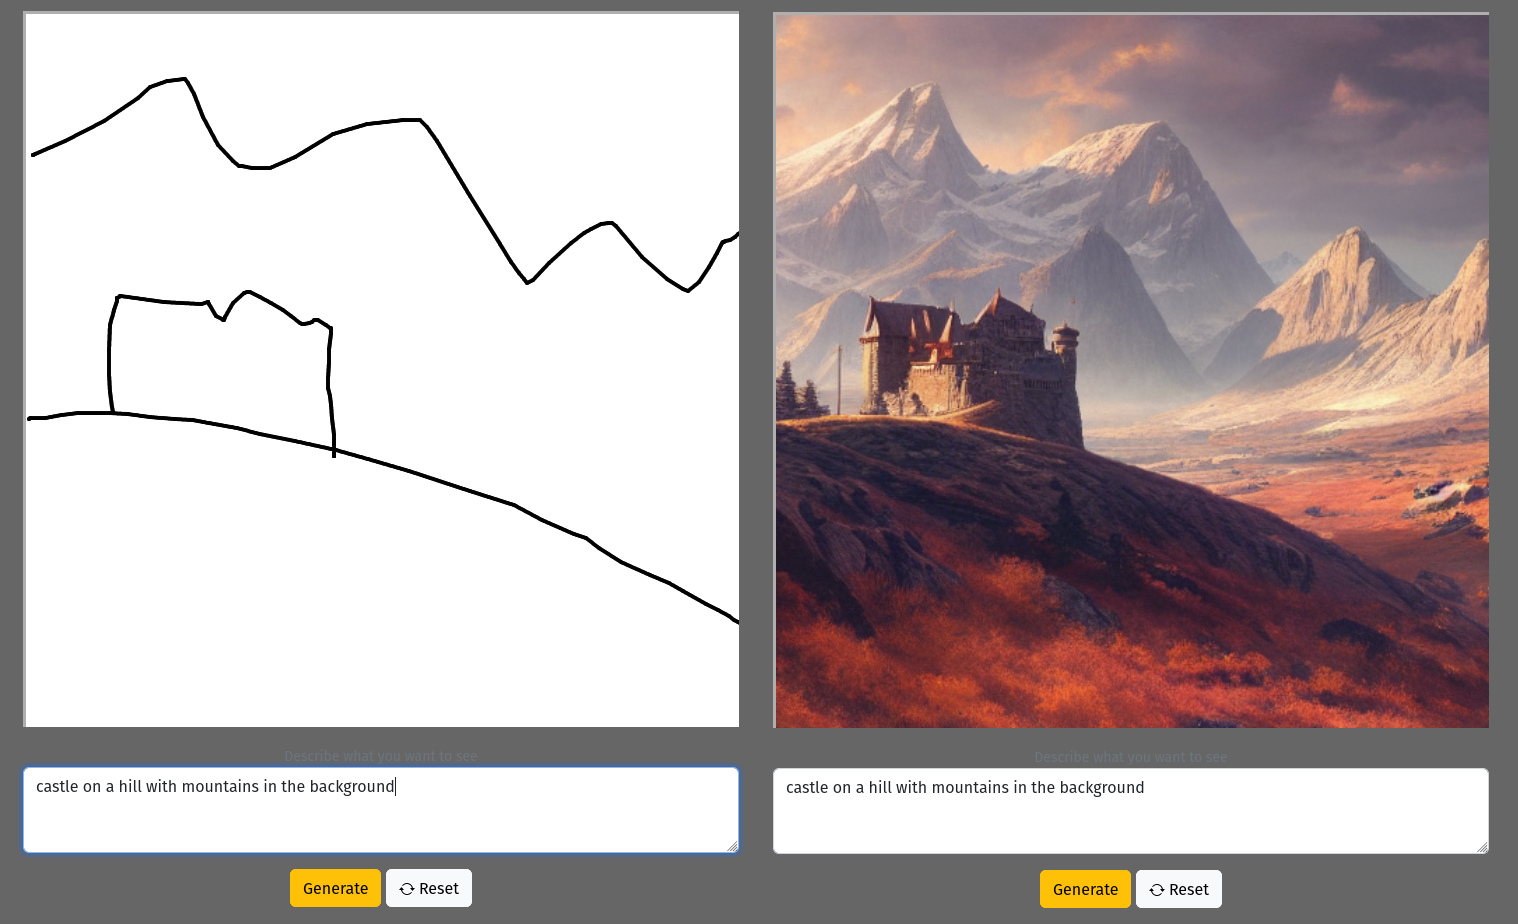 Describe what you want to see
castle on a hill with mountains in the background
Generate
Reset
Describe what you want to see
castle on a hill with mountains in the background
Generate
Reset